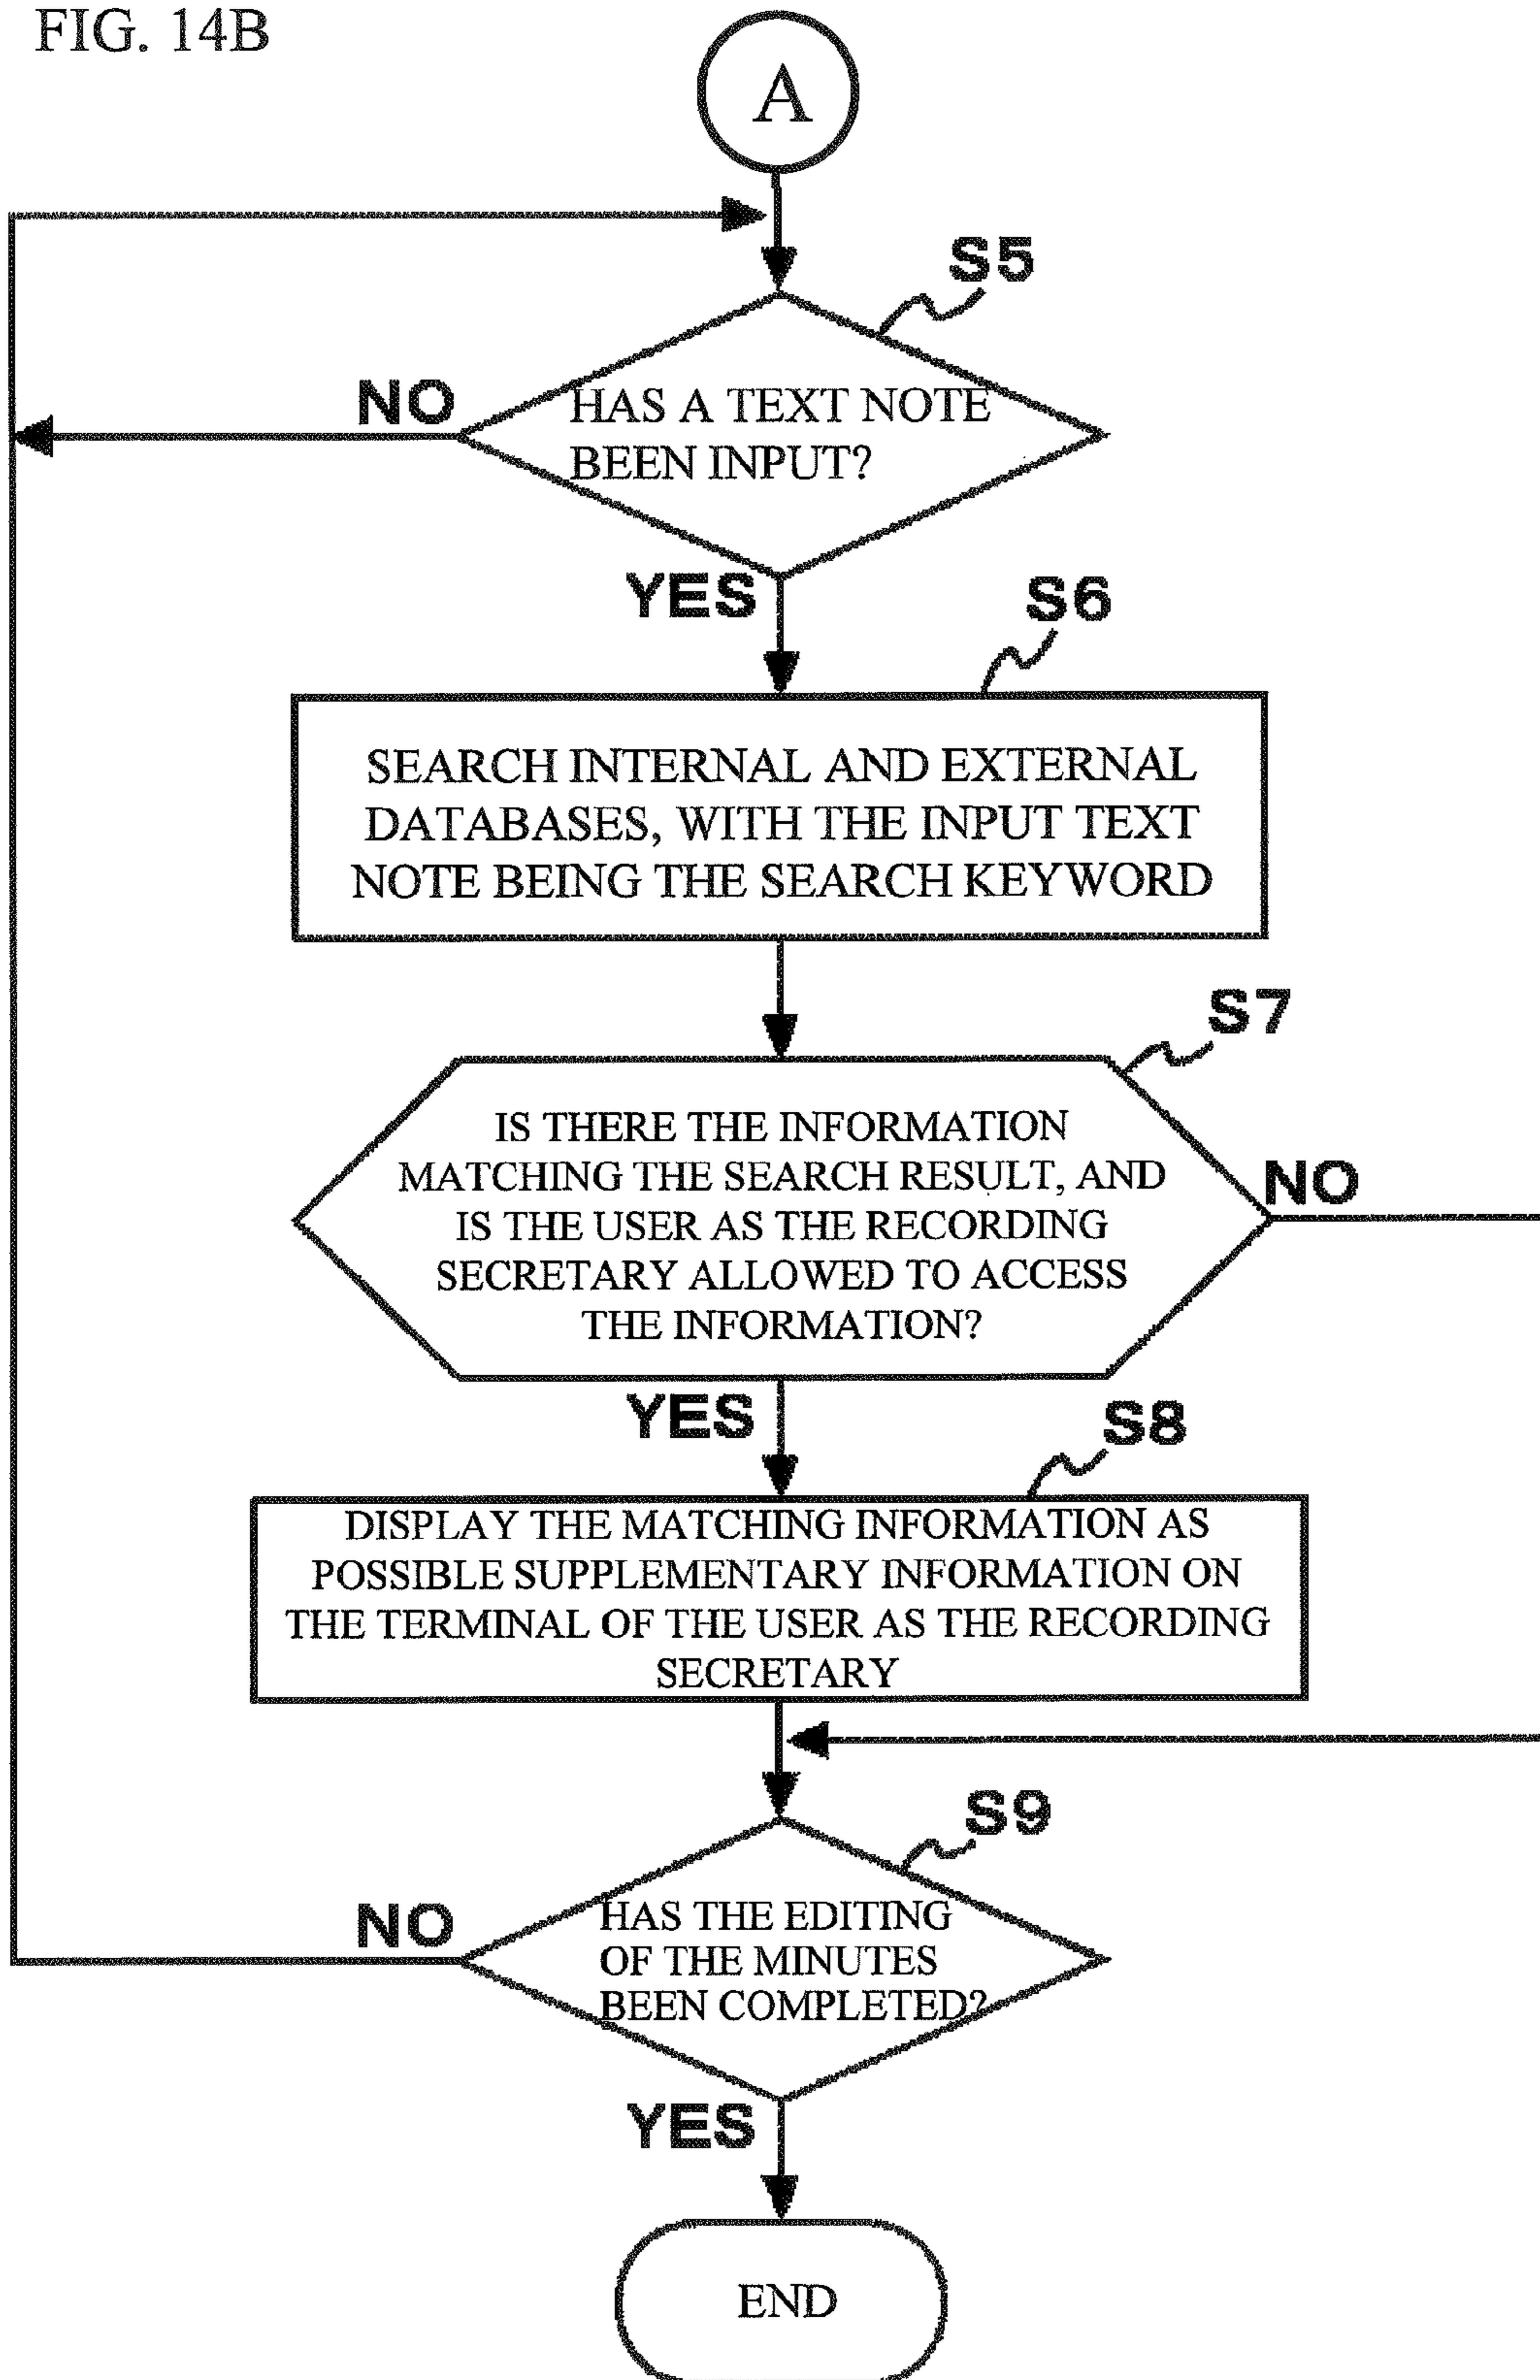 FIG. 14B
A
S5
NO
HAS A TEXT NOTE
BEEN INPUT?
YES
S6
SEARCH INTERNAL AND EXTERNAL
DATABASES, WITH THE INPUT TEXT
NOTE BEING THE SEARCH KEYWORD
S7
IS THERE THE INFORMATION
MATCHING THE SEARCH RESULT, AND
IS THE USER AS THE RECORDING
SECRETARY ALLOWED TO ACCESS
THE INFORMATION?
NO
YES
S8
DISPLAY THE MATCHING INFORMATION AS
POSSIBLE SUPPLEMENTARY INFORMATION ON
THE TERMINAL OF THE USER AS THE RECORDING
SECRETARY
S9
NO
HAS THE EDITING
OF THE MINUTES
BEEN COMPLETED?
YES
END